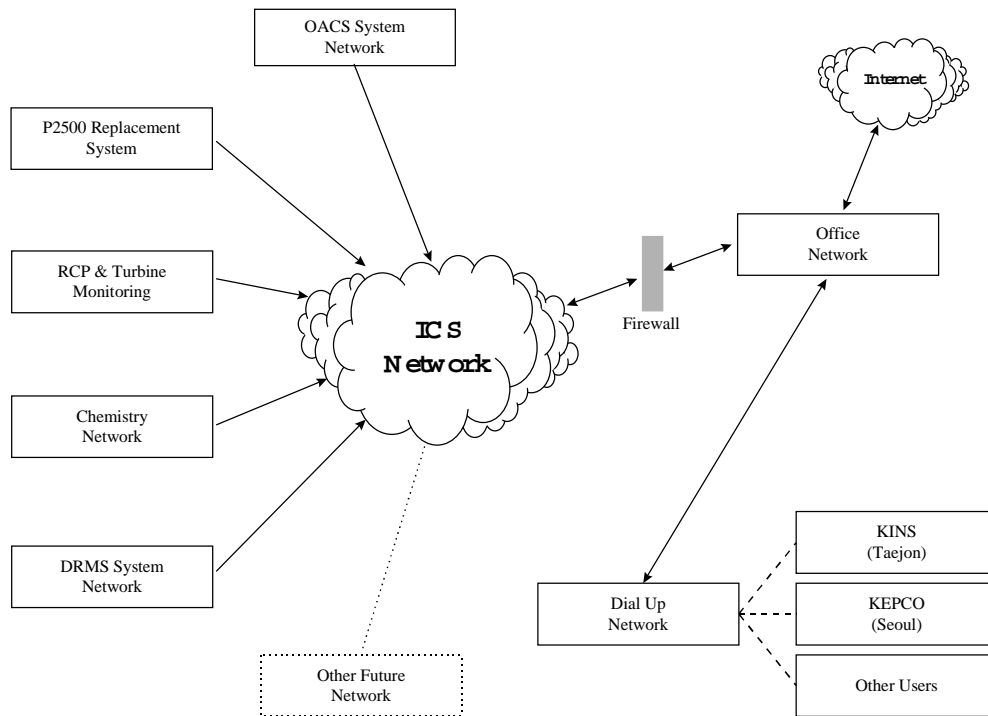 OACS System
Network
Internet
P2500 Replacement
System
Office
Network
RCP & Turbine
Monitoring
Firewall
ICS
Network
Chemistry
Network
DRMS System
Network
KINS
(Taejon)
Dial Up
Network
KEPCO
(Seoul)
Other Future
Network
Other Users